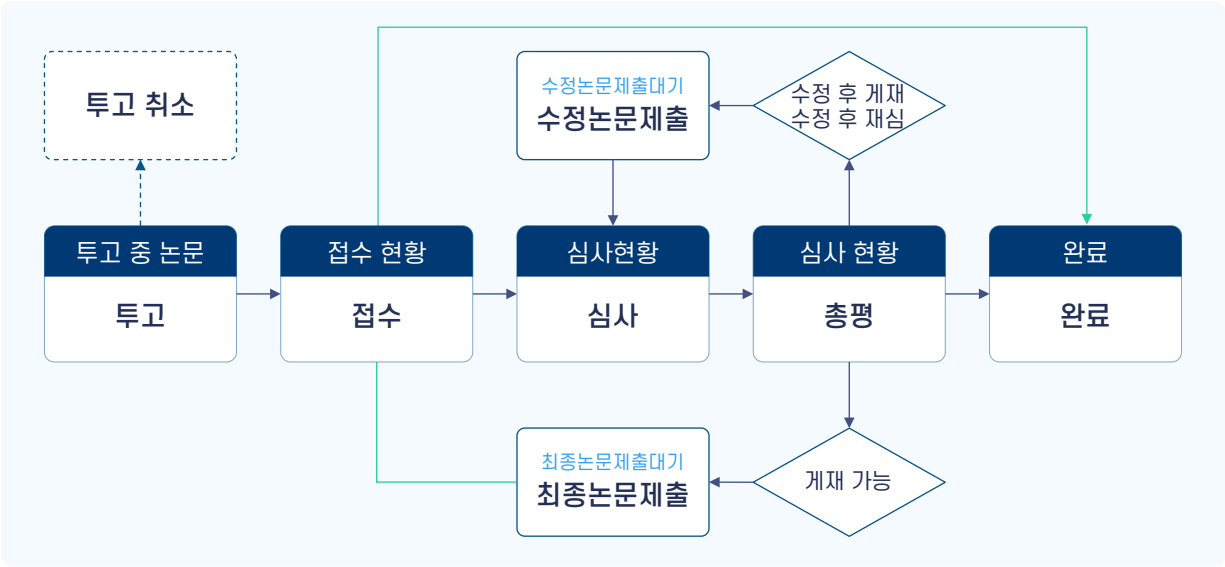 투고 취소
수정논문제출대기
수정논문제출
수정 후 게재
수정 후 재심
투고 중 논문
투고
접수 현황
접수
심사현황
심사
심사 현황
총평
완료
완료
최종논문제출대기
최종논문제출
게재 가능